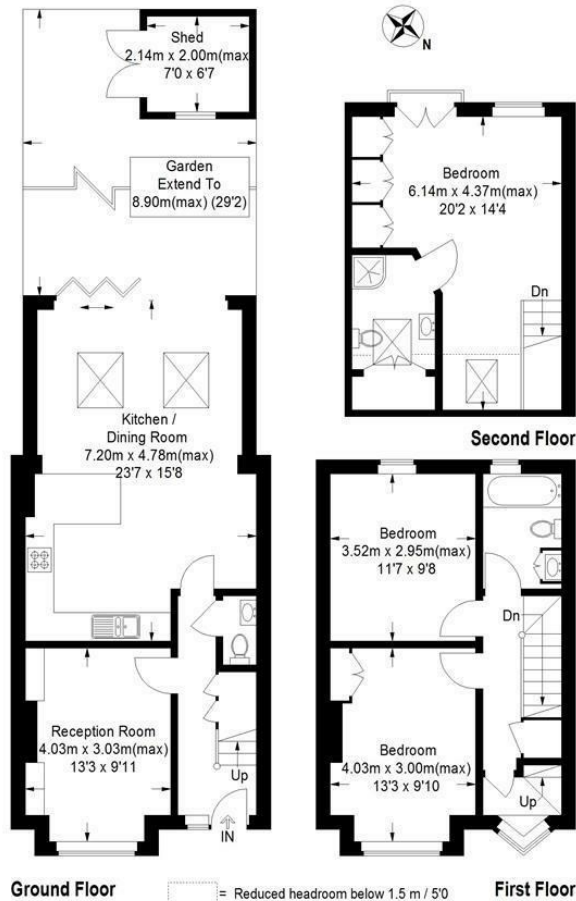 Shed
2.14m x 2.00m(max
7'0 x 6'7
N
Garden
Extend To
8.90m(max) (29'2)
Kitchen /
Dining Room
7.20m x 4.78m(max)
23'7 x 15'8
Reception Room
4.03m x 3.03m(max)
13'3 x 9'11
Up
IN
Ground Floor
Bedroom
6.14m x 4.37m(max)
20'2 x 14'4
Dn
Second Floor
Bedroom
3.52m x 2.95m(max)
11'7 x 9'8
Dn
Bedroom
4.03m x 3.00m(max)
13'3 x 9'10
Up
First Floor
= Reduced headroom below 1.5 m / 5'0